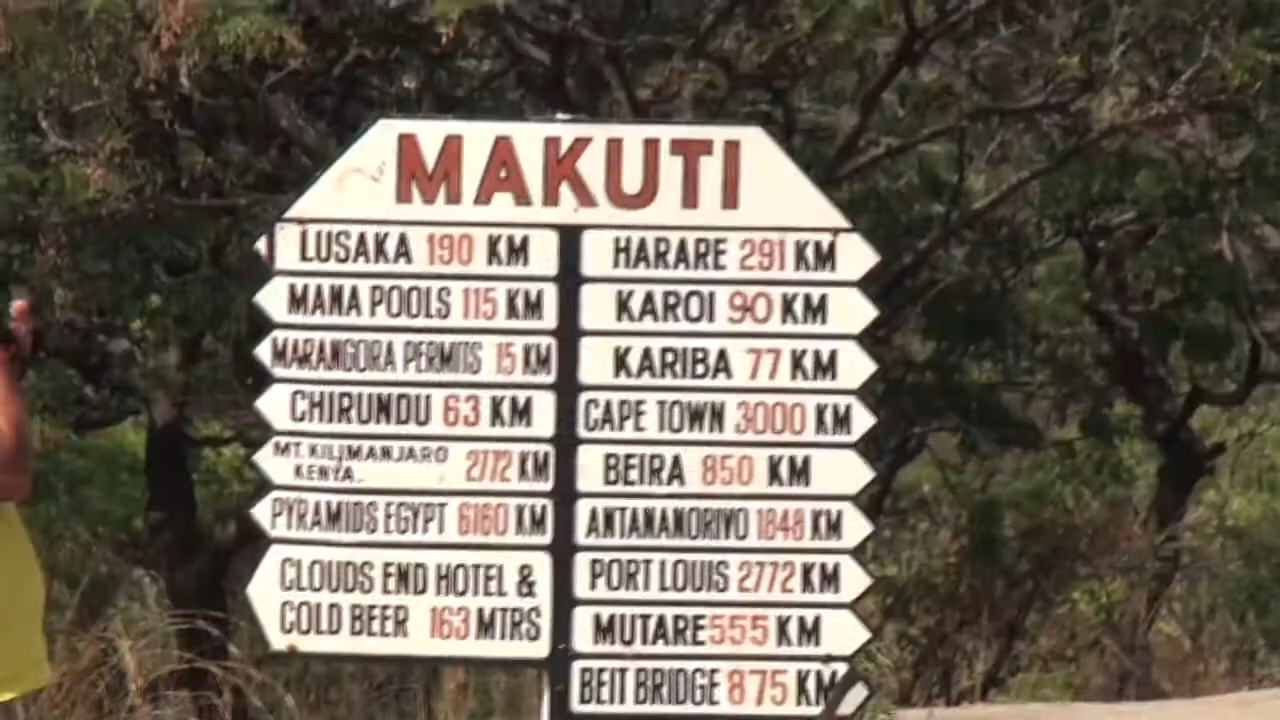 MAKUTI
LUSAKA 190 KM
MANA POOLS 115 KM
MARANGORA PERMITS 15 KM
CHIRUNDU 63 KM
MT. KILIMANJARO
KENYA. 2772 KM
PYRAMIDS EGYPT 6160 KM
CLOUDS END HOTEL &
COLD BEER 163 MTRS
HARARE 291 KM
KAROI 90 KM
KARIBA 77 KM
CAPE TOWN 3000 KM
BEIRA 850 KM
ANTANANORIVO 1848 KM
PORT LOUIS 2772 KM
MUTARE 555 KM
BEIT BRIDGE 875 KM